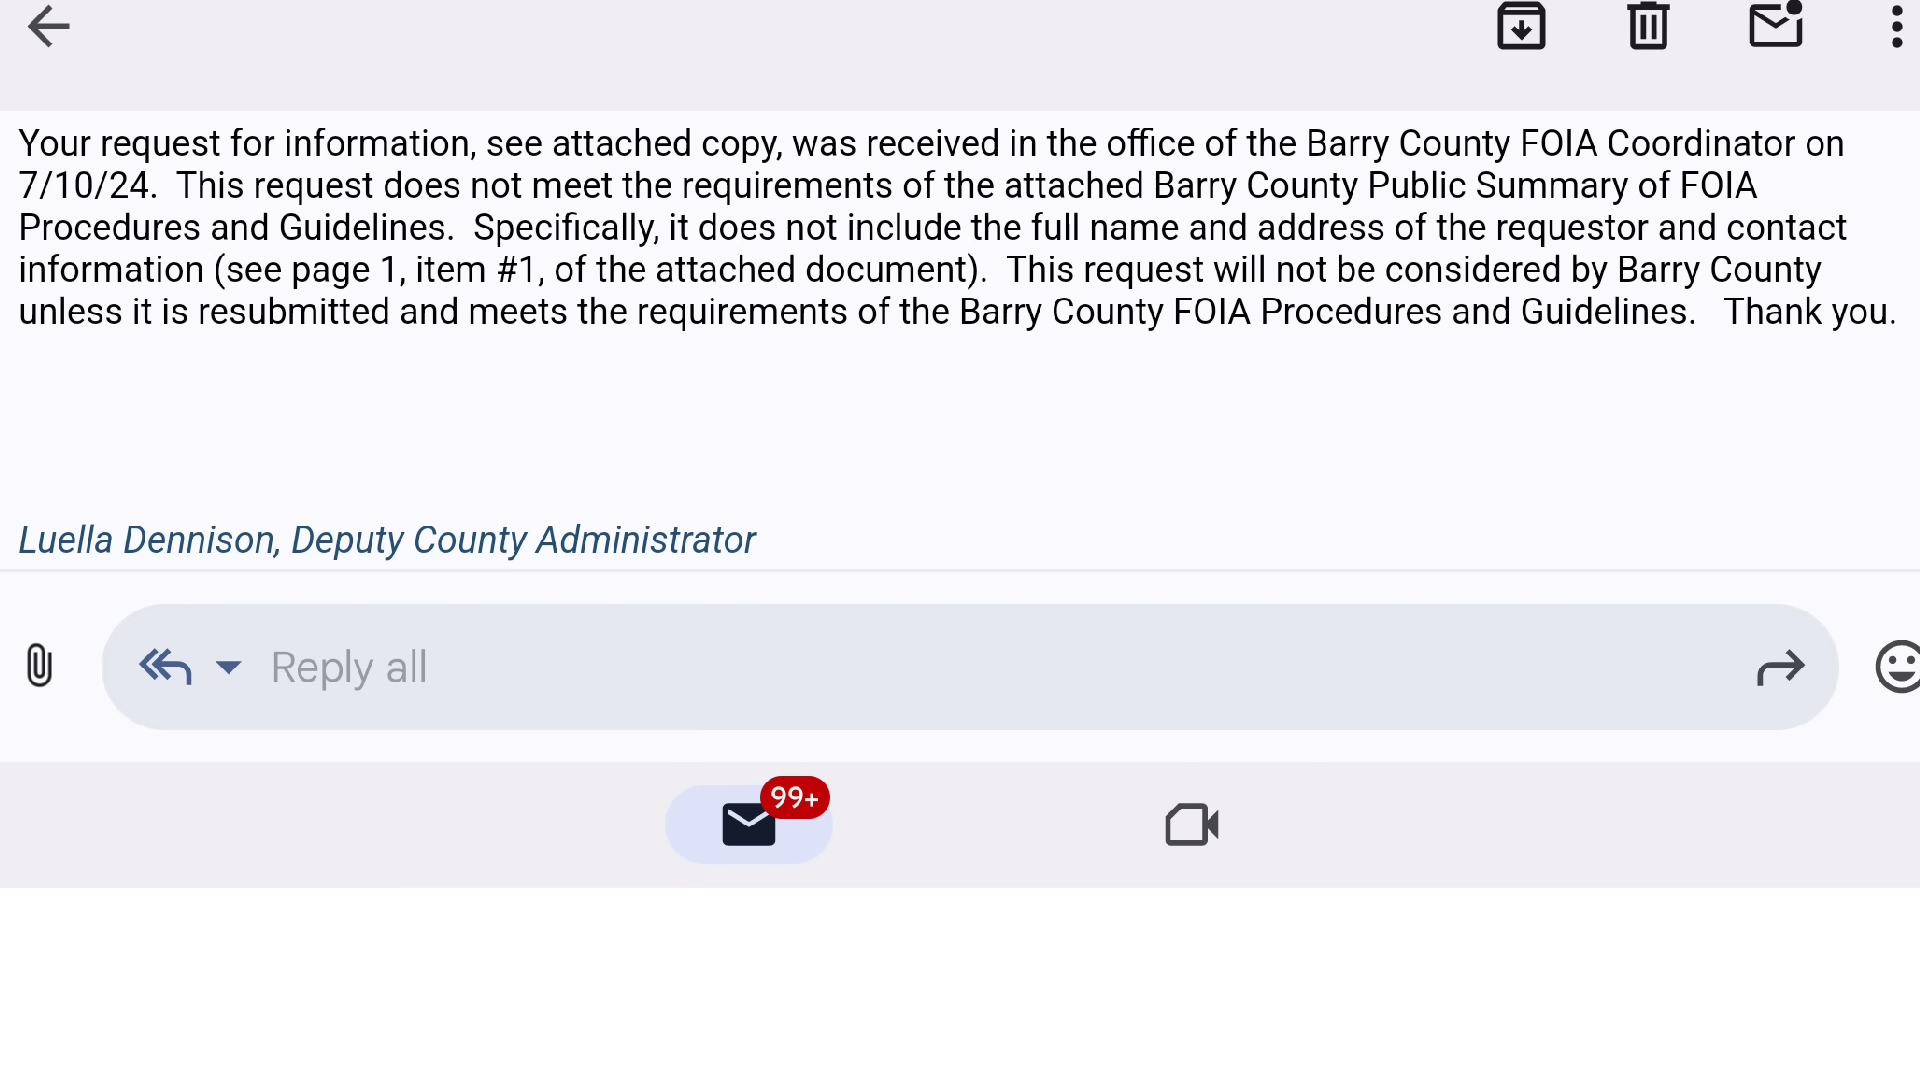 Your request for information, see attached copy, was received in the office of the Barry County FOIA Coordinator on
7/10/24.  This request does not meet the requirements of the attached Barry County Public Summary of FOIA
Procedures and Guidelines.  Specifically, it does not include the full name and address of the requestor and contact
information (see page 1, item #1, of the attached document).  This request will not be considered by Barry County
unless it is resubmitted and meets the requirements of the Barry County FOIA Procedures and Guidelines.   Thank you.
Luella Dennison, Deputy County Administrator
Reply all
99+